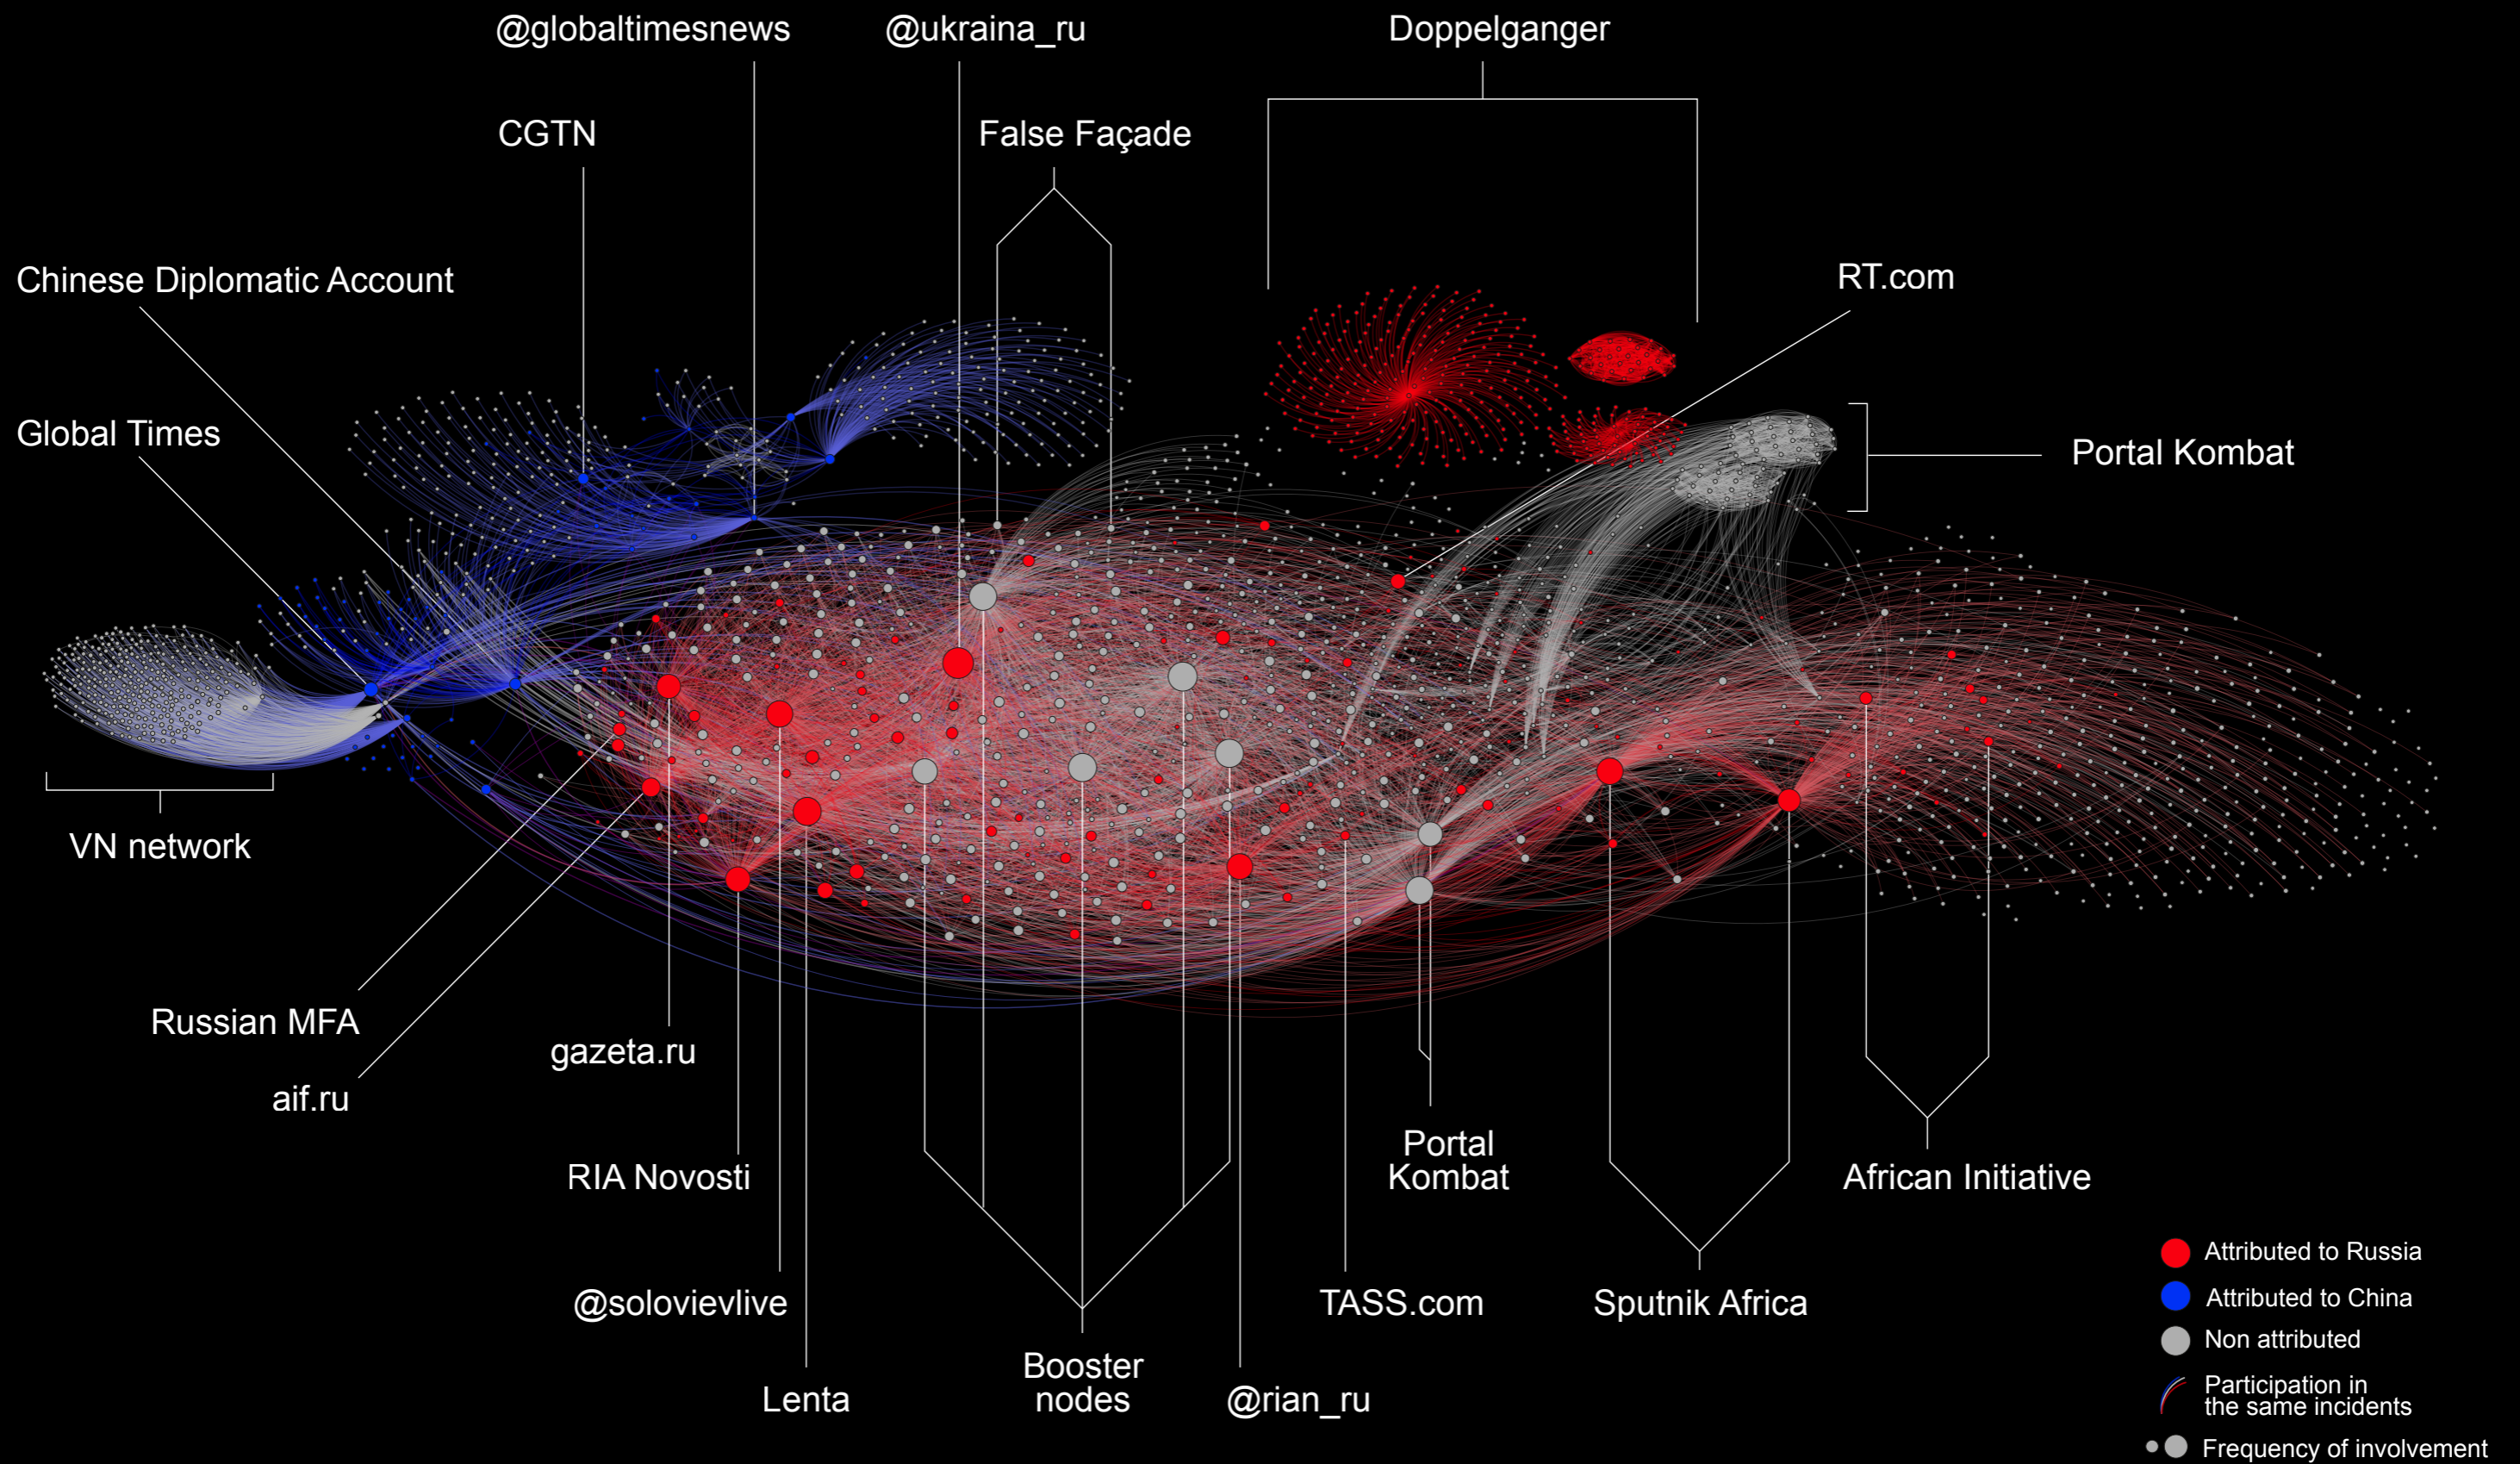 @globaltimesnews
@ukraina_ru
Doppelganger
CGTN
False Façade
Chinese Diplomatic Account
RT.com
Global Times
Portal Kombat
VN network
Russian MFA
gazeta.ru
aif.ru
RIA Novosti
Portal
Kombat
African Initiative
@solovievlive
TASS.com
Sputnik Africa
Lenta
Booster
nodes
@rian_ru
Attributed to Russia
Attributed to China
Non attributed
Participation in
the same incidents
Frequency of involvement